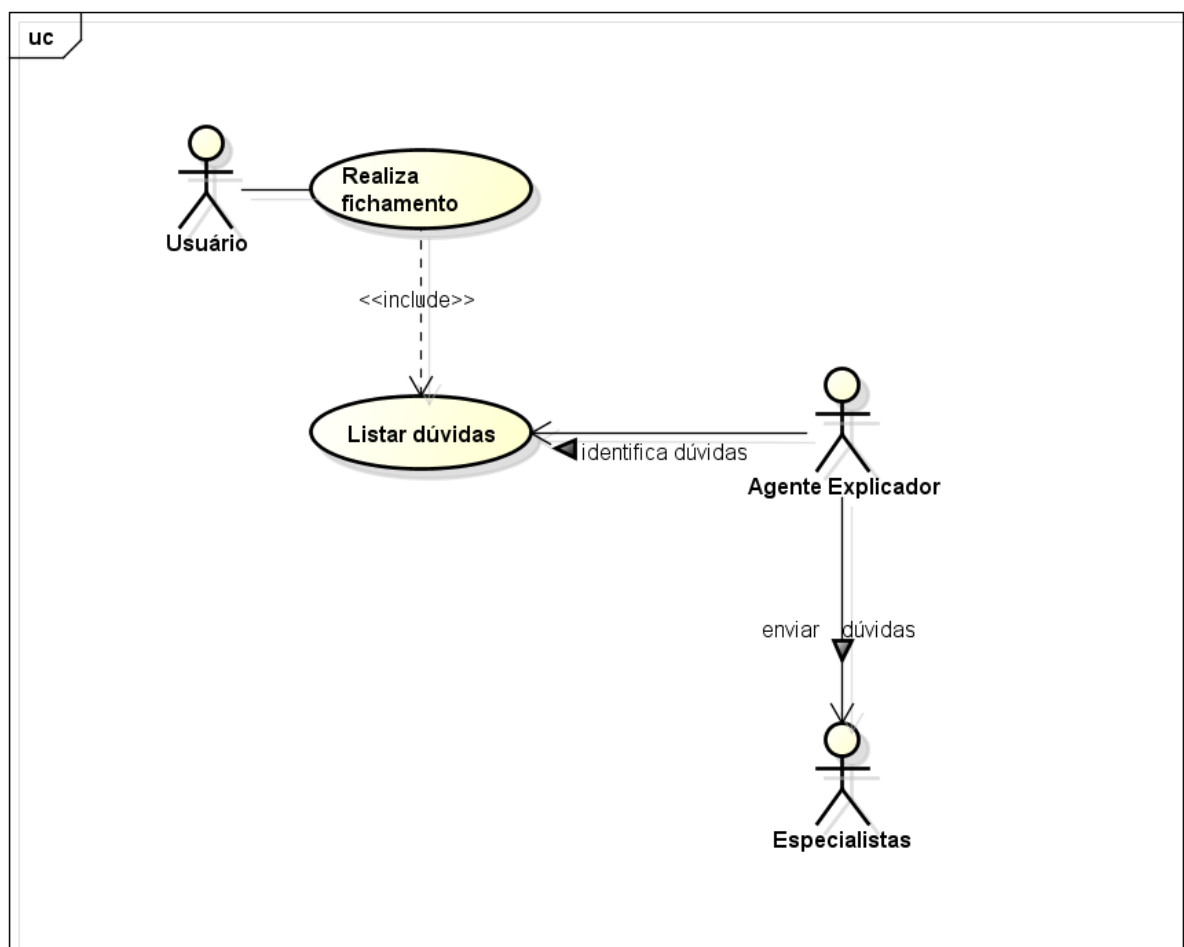 uc
Realiza
fichamento
Usuário
<<include>>
Listar dúvidas
identifica dúvidas
Agente Explicador
enviar dúvidas
Especialistas